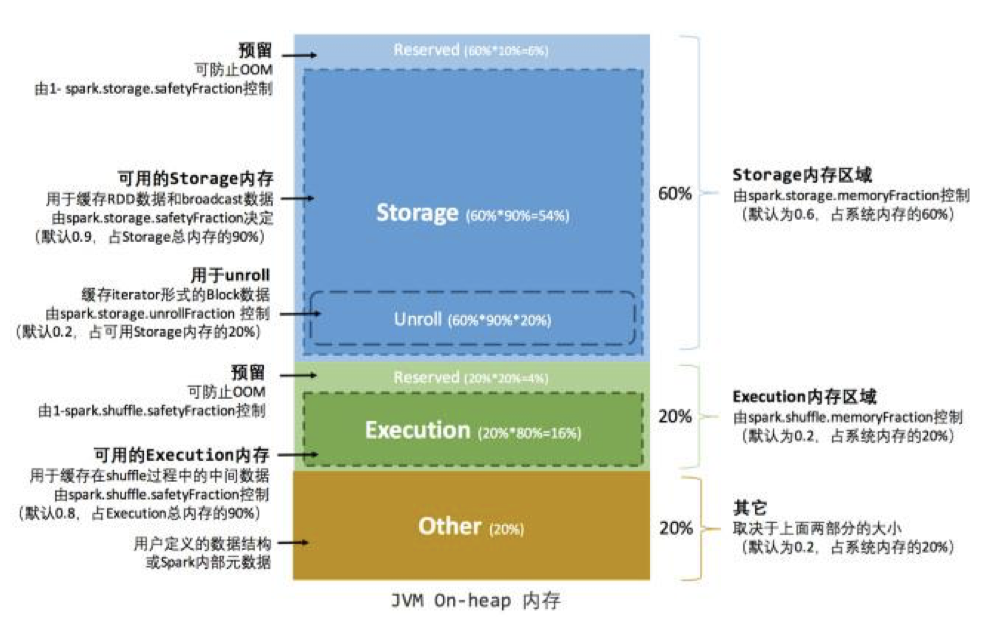 预留
可防止OOM
由1- spark.storage.safetyFraction控制
可用的Storage内存
用于缓存RDD数据和broadcast数据
由spark.storage.safetyFraction决定
（默认0.9，占Storage总内存的90%）
用于unroll
缓存iterator形式的Block数据
由spark.storage.unrollFraction 控制
（默认0.2，占可用Storage内存的20%）
预留
可防止OOM
由1-spark.shuffle.safetyFraction控制
可用的Execution内存
用于缓存在shuffle过程中的中间数据
由spark.shuffle.safetyFraction控制
（默认0.8，占Execution总内存的90%）
用户定义的数据结构
或Spark内部元数据
Reserved (60%*10%=6%)
Storage (60%*90%=54%)
Unroll (60%*90%*20%)
Reserved (20%*20%=4%)
Execution (20%*80%=16%)
Other (20%)
60%
20%
20%
Storage内存区域
由spark.storage.memoryFraction控制
（默认为0.6，占系统内存的60%）
Execution内存区域
由spark.shuffle.memoryFraction控制
（默认为0.2，占系统内存的20%）
其它
取决于上面两部分的大小
（默认为0.2，占系统内存的20%）
JVM On-heap 内存